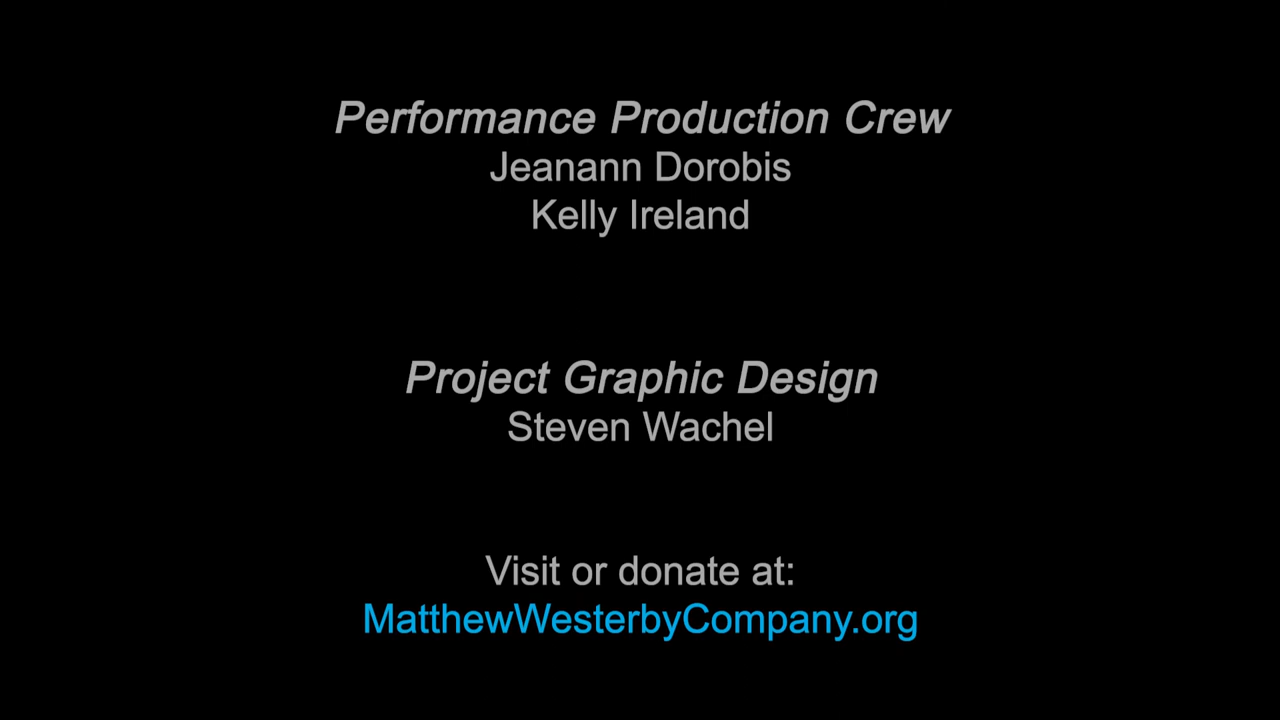 Performance Production Crew
Jeanann Dorobis
Kelly Ireland
Project Graphic Design
Steven Wachel
Visit or donate at:
MatthewWesterbyCompany.org